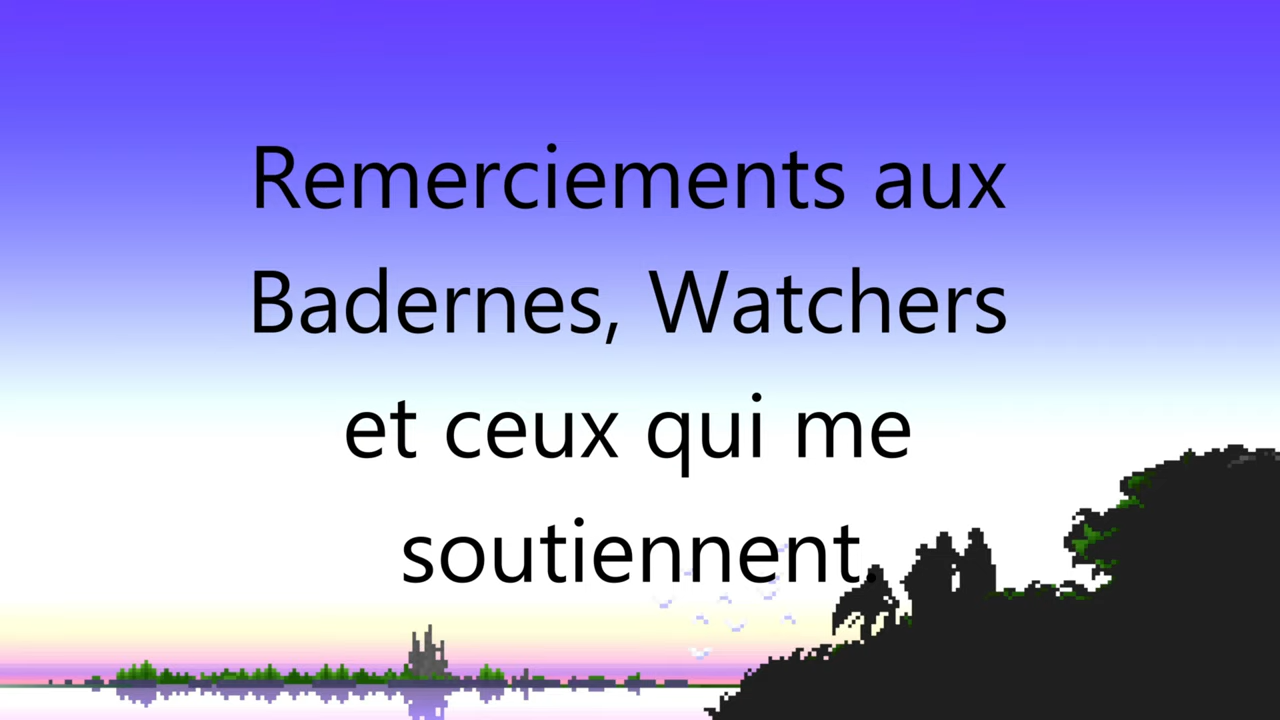 Remerciements aux
Badernes, Watchers
et ceux qui me
soutiennent.